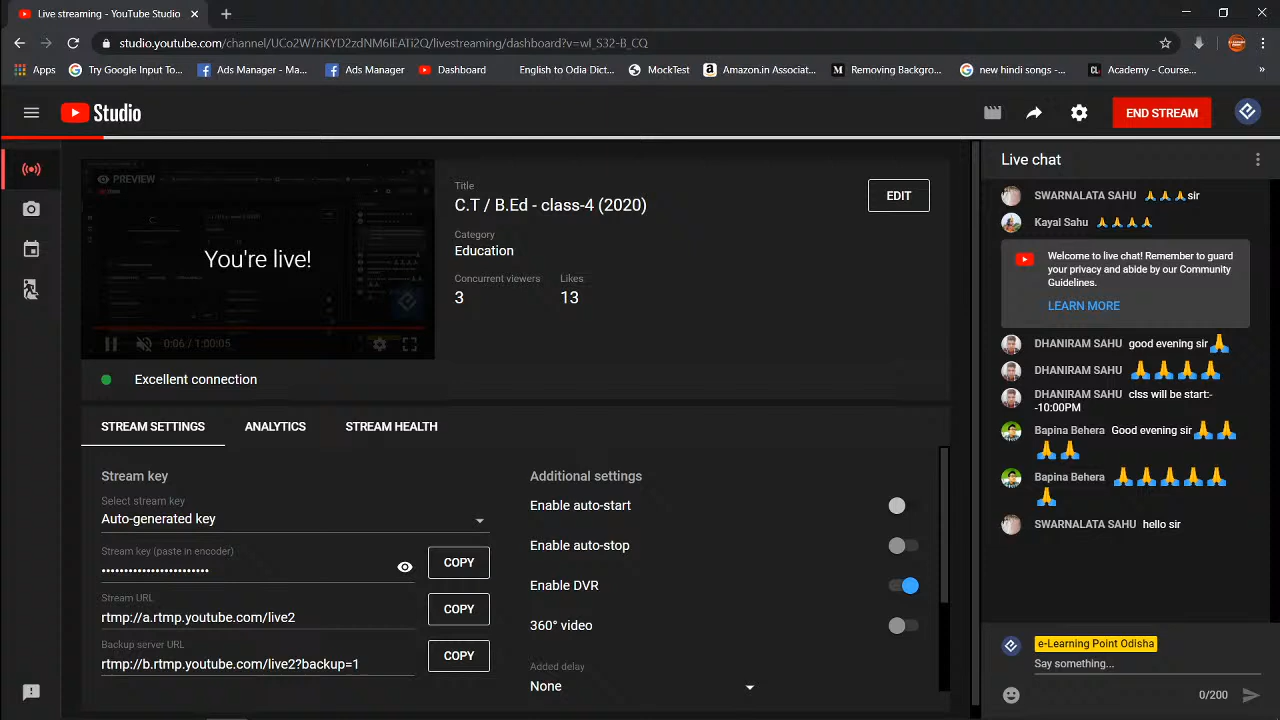 Live streaming - YouTube Studio
studio.youtube.com/channel/UCo2W7riKYD2zdNM6IEATi2Q/livestreaming/dashboard?v=wI_S32-B_CQ
Apps Try Google Input To... Ads Manager - Ma... Ads Manager Dashboard English to Odia Dict... MockTest Amazon.in Associat... Removing Backgro... new hindi songs -... CL Academy - Course...
Studio
END STREAM
PREVIEW
You're live!
0:06 / 1:00:05
Title
C.T / B.Ed - class-4 (2020)
EDIT
Category
Education
Concurrent viewers Likes
3 13
Excellent connection
STREAM SETTINGS ANALYTICS STREAM HEALTH
Stream key
Select stream key
Auto-generated key
Stream key (paste in encoder)
••••••••••••••••••••••••
COPY
Stream URL
rtmp://a.rtmp.youtube.com/live2
COPY
Backup server URL
rtmp://b.rtmp.youtube.com/live2?backup=1
COPY
Additional settings
Enable auto-start
Enable auto-stop
Enable DVR
360° video
Added delay
None
Live chat
SWARNALATA SAHU 🙏🙏🙏sir
Kayal Sahu 🙏🙏🙏🙏
Welcome to live chat! Remember to guard
your privacy and abide by our Community
Guidelines.
LEARN MORE
DHANIRAM SAHU good evening sir🙏
DHANIRAM SAHU 🙏🙏🙏🙏
DHANIRAM SAHU clss will be start:-
-10:00PM
Bapina Behera Good evening sir🙏🙏
🙏🙏
Bapina Behera 🙏🙏🙏🙏🙏
🙏
SWARNALATA SAHU hello sir
e-Learning Point Odisha
Say something...
0/200